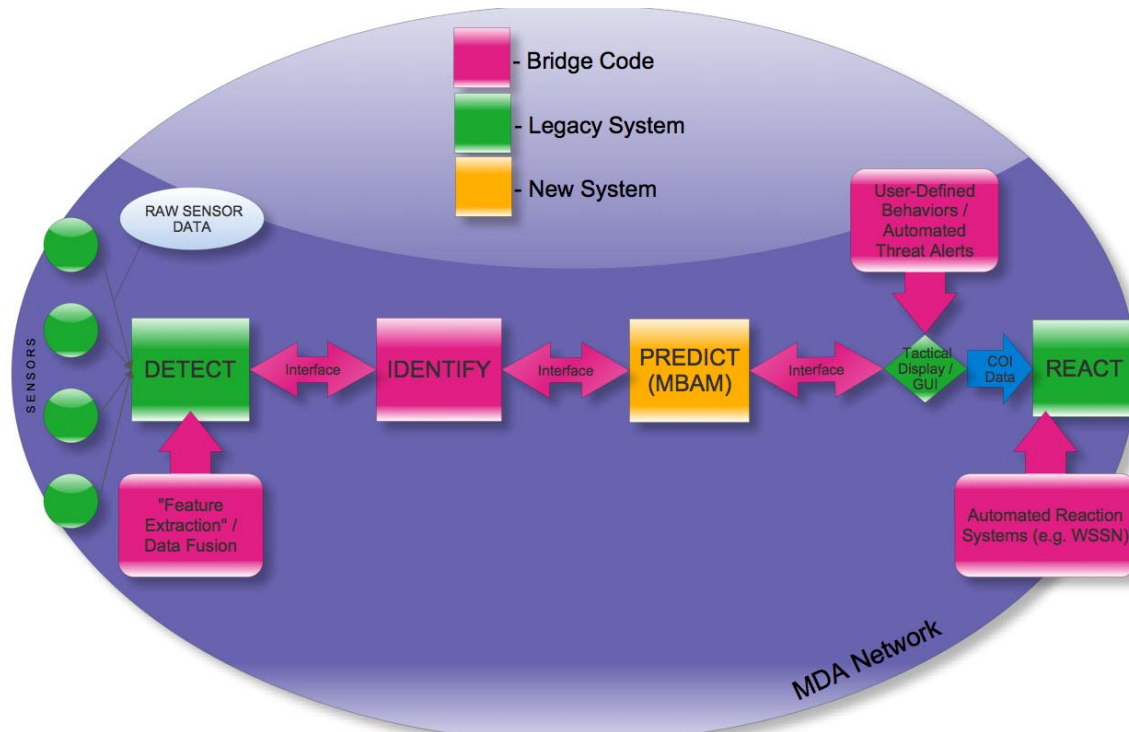 - Bridge Code
- Legacy System
- New System
RAW SENSOR
DATA
User-Defined
Behaviors /
Automated
Threat Alerts
SENSORS
DETECT
Interface
IDENTIFY
Interface
PREDICT
(MBAM)
Interface
Tactical
Display /
GUI
COI
Data
REACT
"Feature
Extraction" /
Data Fusion
Automated Reaction
Systems (e.g. WSSN)
MDA Network